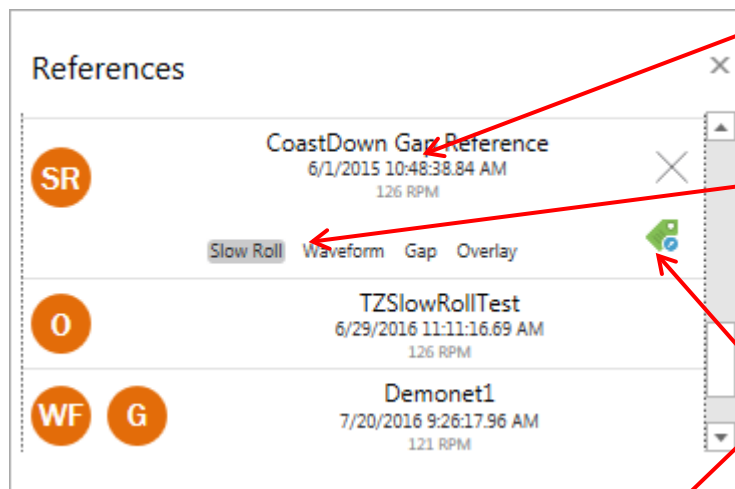 References
CoastDown Gap Reference
6/1/2015 10:48:38.84 AM
SR
126 RPM
Slow Roll Waveform Gap Overlay
TZSlowRollTest
O
6/29/2016 11:11:16.69 AM
126 RPM
Demonet1
WF G
7/20/2016 9:26:17.96 AM
121 RPM